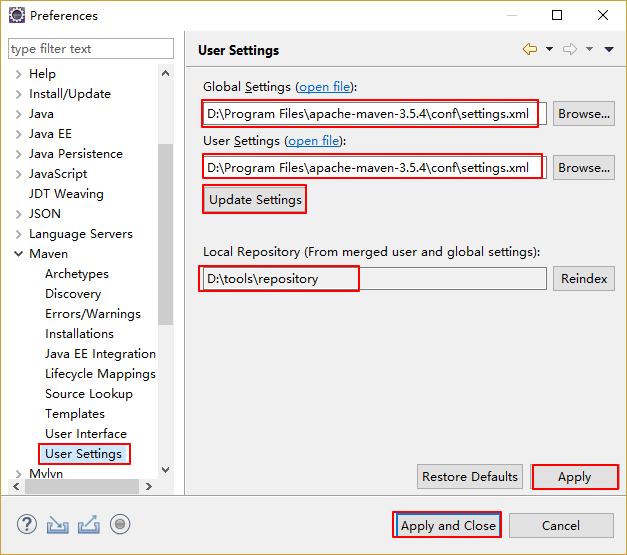 Preferences
type filter text
Help
Install/Update
Java
Java EE
Java Persistence
JavaScript
JDT Weaving
JSON
Language Servers
Maven
Archetypes
Discovery
Errors/Warnings
Installations
Java EE Integration
Lifecycle Mappings
Source Lookup
Templates
User Interface
User Settings
Mylyn
User Settings
Global Settings (open file):
D:\Program Files\apache-maven-3.5.4\conf\settings.xml Browse...
User Settings (open file):
D:\Program Files\apache-maven-3.5.4\conf\settings.xml Browse...
Update Settings
Local Repository (From merged user and global settings):
D:\tools\repository Reindex
Restore Defaults Apply
Apply and Close Cancel